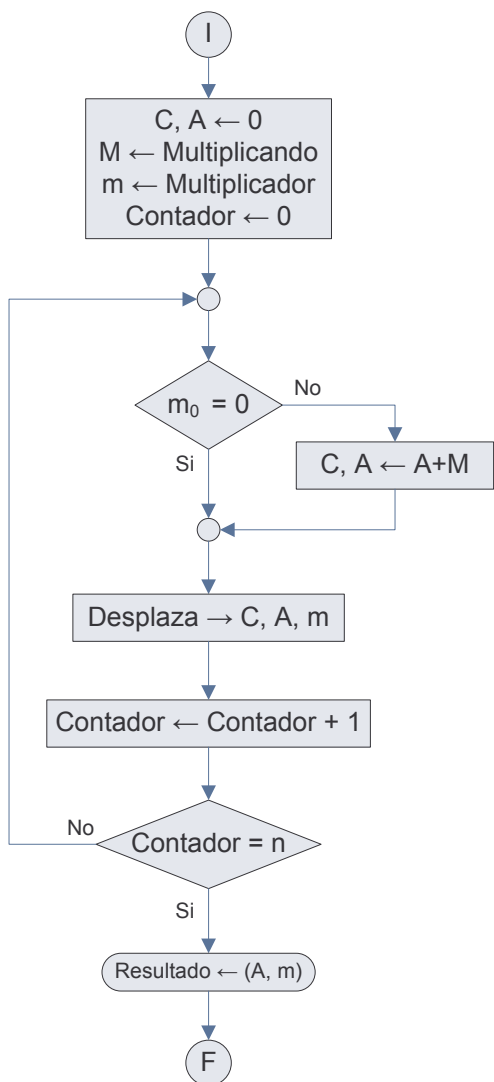 I
C, A ← 0
M ← Multiplicando
m ← Multiplicador
Contador ← 0
m₀ = 0
No
Si
C, A ← A+M
Desplaza → C, A, m
Contador ← Contador + 1
No
Contador = n
Si
Resultado ← (A, m)
F